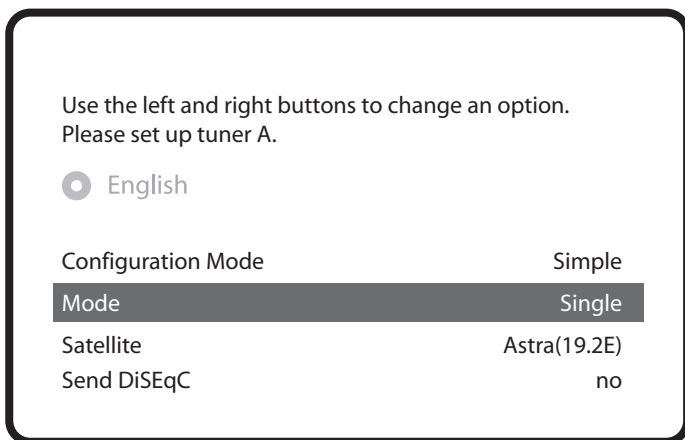 Use the left and right buttons to change an option.
Please set up tuner A.
English
Configuration Mode Simple
Mode Single
Satellite Astra(19.2E)
Send DiSEqC no